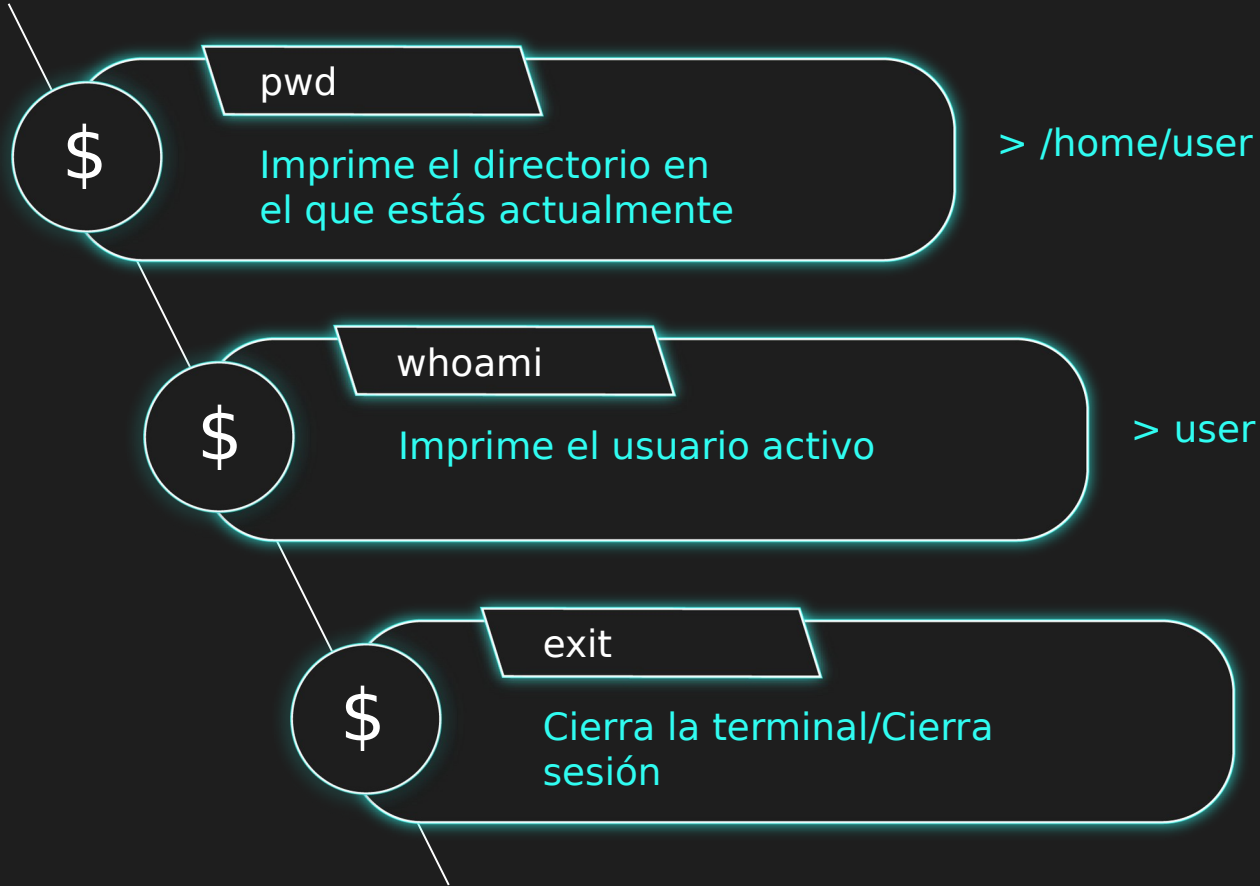 pwd
$
Imprime el directorio en
el que estás actualmente
> /home/user
whoami
$
Imprime el usuario activo
> user
exit
$
Cierra la terminal/Cierra
sesión